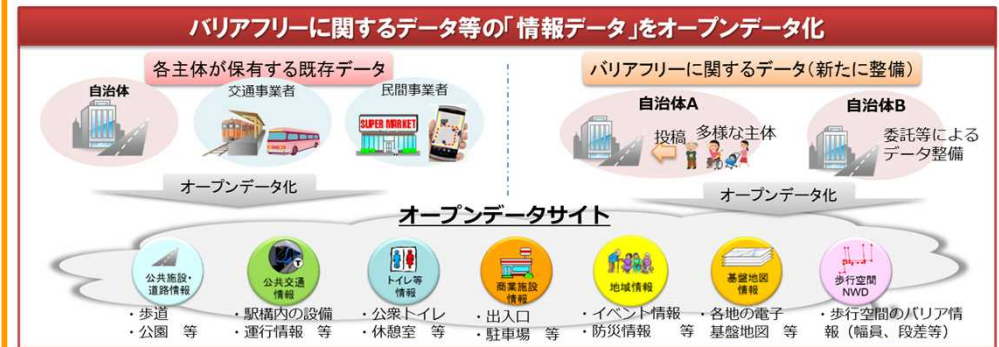 バリアフリーに関するデータ等の「情報データ」をオープンデータ化
各主体が保有する既存データ
自治体
交通事業者
民間事業者
SUPER MARKET
オープンデータ化
バリアフリーに関するデータ(新たに整備)
自治体A
投稿
多様な主体
自治体B
委託等による
データ整備
オープンデータ化
オープンデータサイト
公共施設・
道路情報
・歩道
・公園 等
公共交通
情報
・駅構内の設備
・運行情報 等
トイレ等
情報
・公衆トイレ
・休憩室 等
商業施設
情報
・出入口
・駐車場 等
地域情報
・イベント情報
・防災情報 等
基盤地図
情報
・各地の電子
基盤地図 等
歩行空間
NWD
・歩行空間のバリア情
報(幅員、段差等)